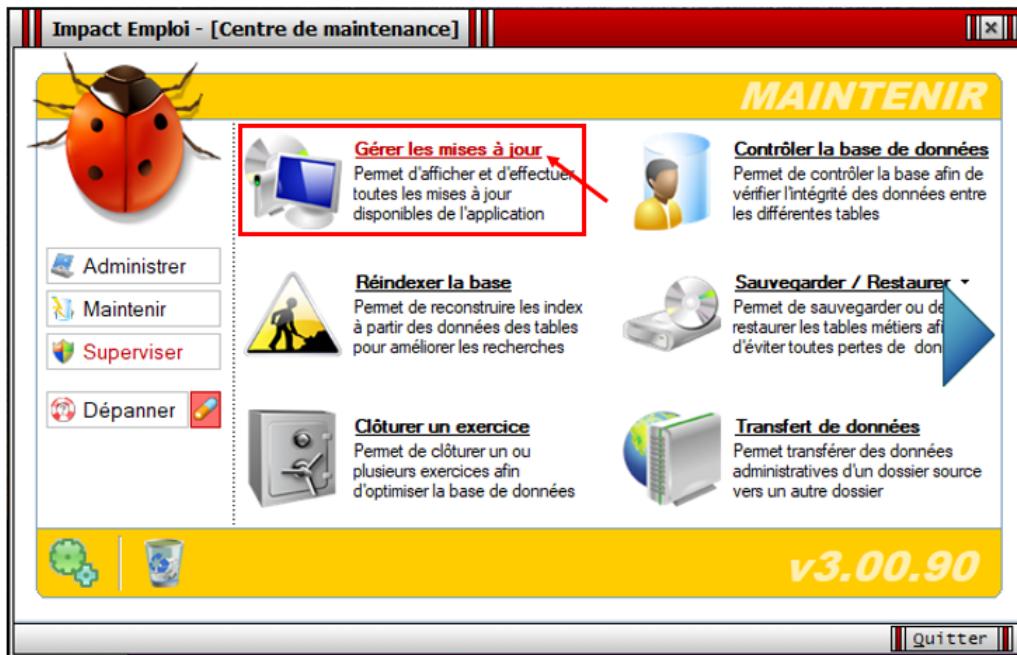 Impact Emploi - [Centre de maintenance]
MAINTENIR
Gérer les mises à jour
Permet d'afficher et d'effectuer
toutes les mises à jour
disponibles de l'application
Contrôler la base de données
Permet de contrôler la base afin de
vérifier l'intégrité des données entre
les différentes tables
Administrer
Maintenir
Superviser
Dépanner
Réindexer la base
Permet de reconstruire les index
à partir des données des tables
pour améliorer les recherches
Sauvegarder / Restaurer
Permet de sauvegarder ou de
restaurer les tables métiers afi
d'éviter toutes pertes de don
Clôturer un exercice
Permet de clôturer un ou
plusieurs exercices afin
d'optimiser la base de données
Transfert de données
Permet transférer des données
administratives d'un dossier source
vers un autre dossier
v3.00.90
Quitter